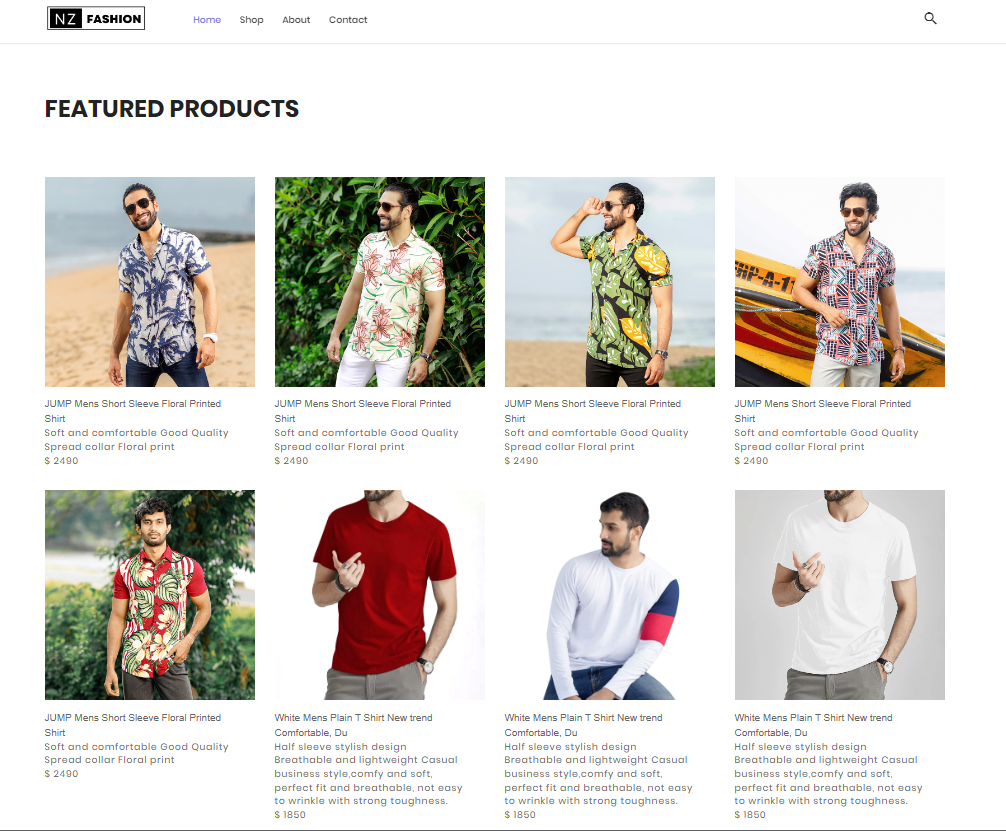 NZ FASHION
Home Shop About Contact
FEATURED PRODUCTS
RP-A-1
JUMP Mens Short Sleeve Floral Printed
Shirt
Soft and comfortable Good Quality
Spread collar Floral print
$ 2490
JUMP Mens Short Sleeve Floral Printed
Shirt
Soft and comfortable Good Quality
Spread collar Floral print
$ 2490
JUMP Mens Short Sleeve Floral Printed
Shirt
Soft and comfortable Good Quality
Spread collar Floral print
$ 2490
JUMP Mens Short Sleeve Floral Printed
Shirt
Soft and comfortable Good Quality
Spread collar Floral print
$ 2490
JUMP Mens Short Sleeve Floral Printed
Shirt
Soft and comfortable Good Quality
Spread collar Floral print
$ 2490
White Mens Plain T Shirt New trend
Comfortable, Du
Half sleeve stylish design
Breathable and lightweight Casual
business style,comfy and soft,
perfect fit and breathable, not easy
to wrinkle with strong toughness.
$ 1850
White Mens Plain T Shirt New trend
Comfortable, Du
Half sleeve stylish design
Breathable and lightweight Casual
business style,comfy and soft,
perfect fit and breathable, not easy
to wrinkle with strong toughness.
$ 1850
White Mens Plain T Shirt New trend
Comfortable, Du
Half sleeve stylish design
Breathable and lightweight Casual
business style,comfy and soft,
perfect fit and breathable, not easy
to wrinkle with strong toughness.
$ 1850